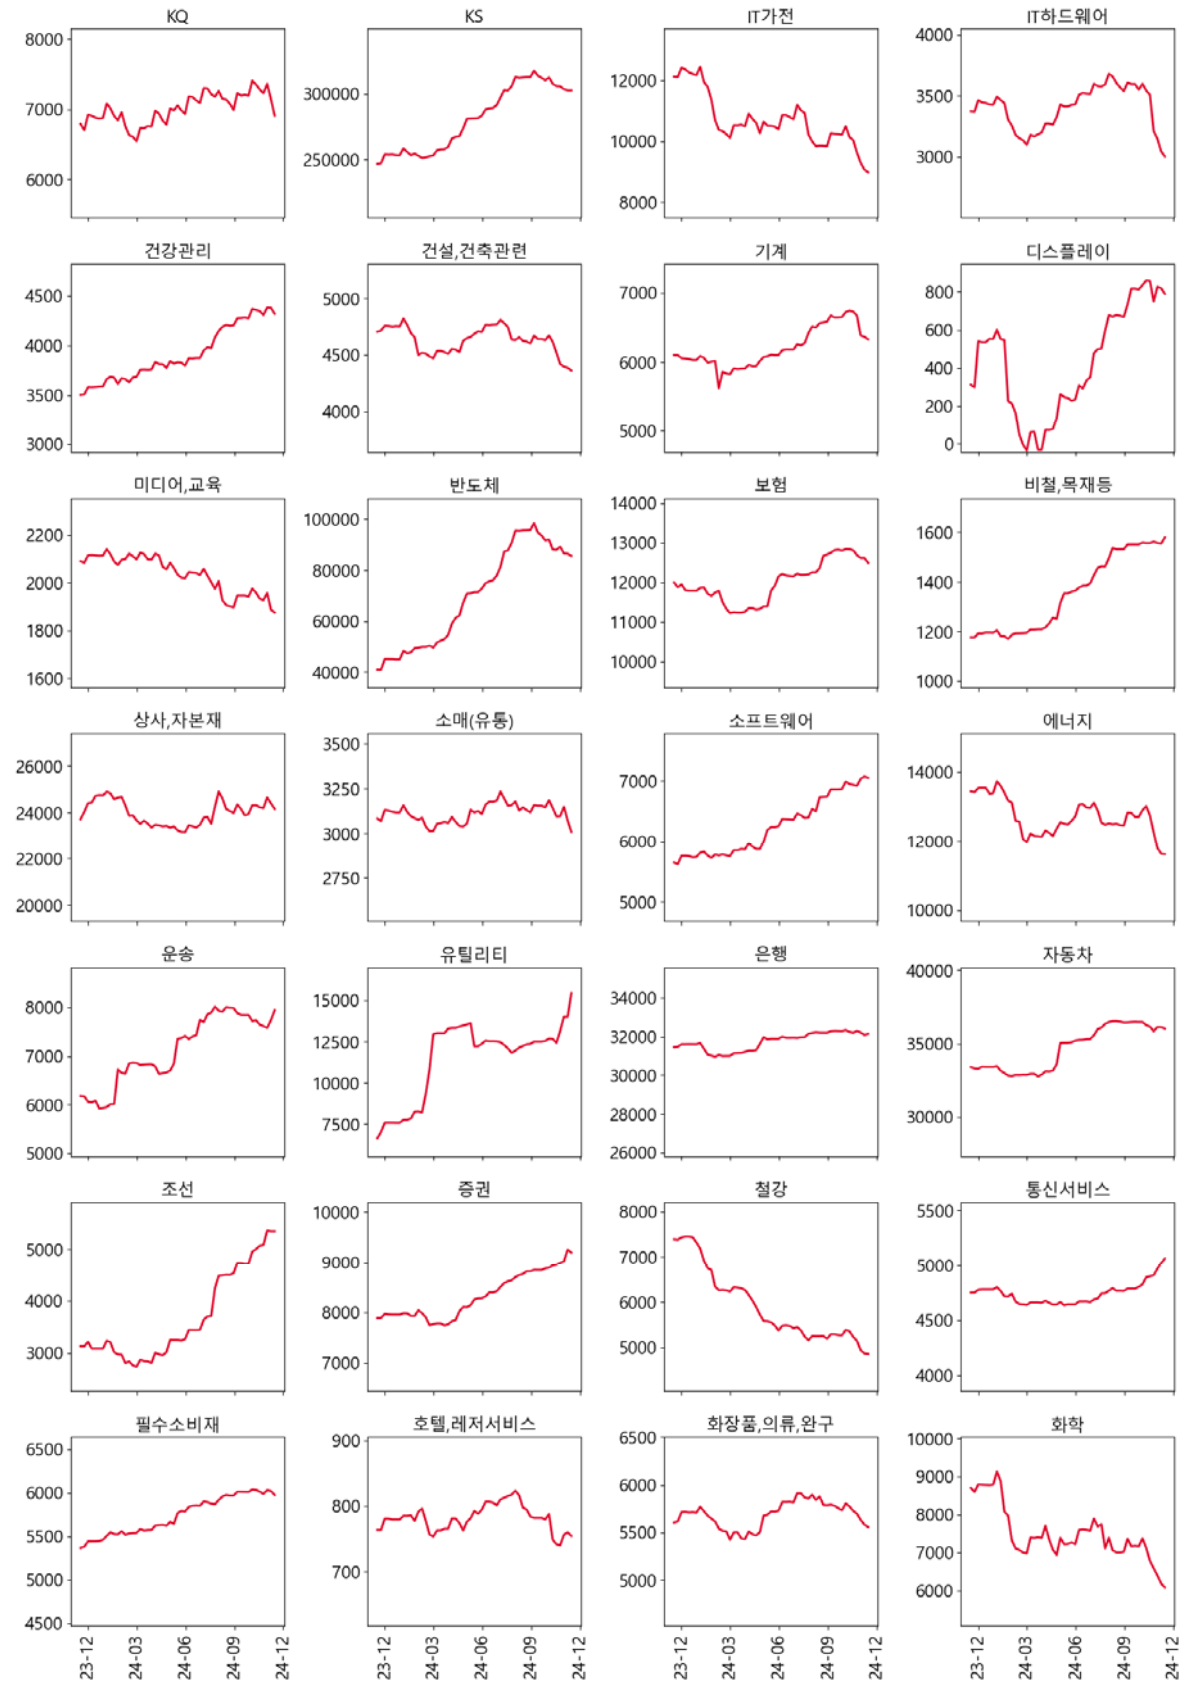 KQ KS IT가전 IT하드웨어
8000 7000 6000
300000 250000
12000 10000 8000
4000 3500 3000
건강관리 건설,건축관련 기계 디스플레이
4500 4000 3500 3000
5000 4500 4000
7000 6000 5000
800 600 400 200 0
미디어,교육 반도체 보험 비철,목재등
2200 2000 1800 1600
100000 80000 60000 40000
14000 13000 12000 11000 10000
1600 1400 1200 1000
상사,자본재 소매(유통) 소프트웨어 에너지
26000 24000 22000 20000
3500 3250 3000 2750
7000 6000 5000
14000 12000 10000
운송 유틸리티 은행 자동차
8000 7000 6000 5000
15000 12500 10000 7500
34000 32000 30000 28000 26000
40000 35000 30000
조선 증권 철강 통신서비스
5000 4000 3000
10000 9000 8000 7000
8000 7000 6000 5000
5500 5000 4500 4000
필수소비재 호텔,레저서비스 화장품,의류,완구 화학
6500 6000 5500 5000 4500
900 800 700
6500 6000 5500 5000
10000 9000 8000 7000 6000
23-12 24-03 24-06 24-09 24-12 23-12 24-03 24-06 24-09 24-12 23-12 24-03 24-06 24-09 24-12 23-12 24-03 24-06 24-09 24-12